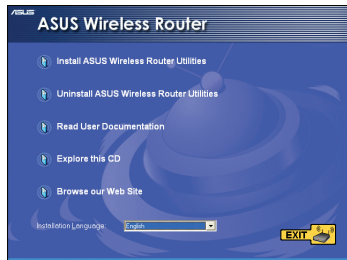 ASUS
ASUS Wireless Router
Install ASUS Wireless Router Utilities
Uninstall ASUS Wireless Router Utilities
Read User Documentation
Explore this CD
Browse our Web Site
Installation Language: English
EXIT